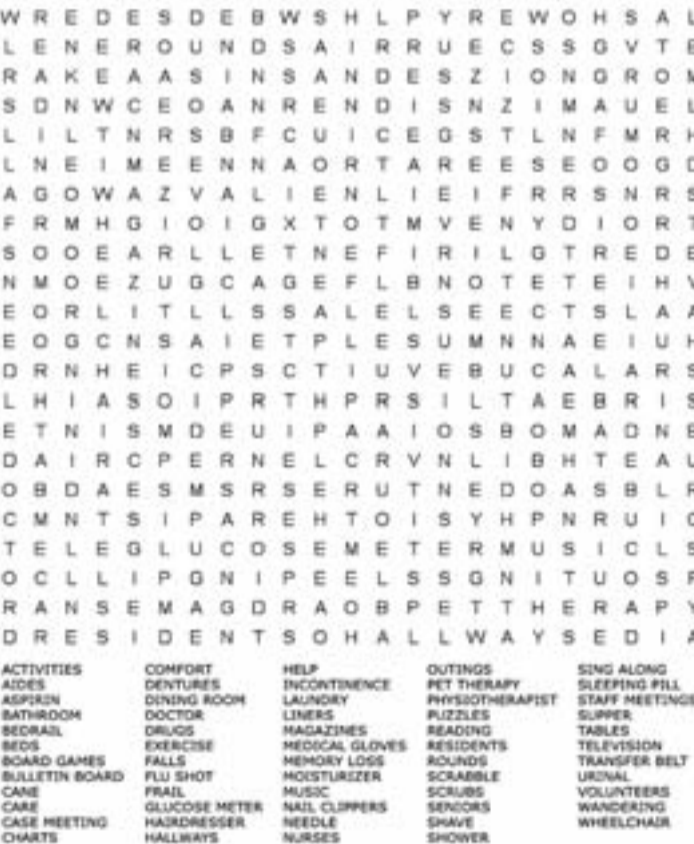 W R E D E S D E B W S H L P Y R E W O H S A L
L E N E R O U N D S A I R R U E C S S G V T E
R A K E A A S I N S A N D E S Z I O N G R O M
S D N W C E O A N R E N D I S N Z I M A U E L
L I L T N R S B F C U I C E G S T L N F M R H
L N E I M E E N N A O R T A R E E S E O O G
A G O W A Z V A L I E N L I E I F R R S N R S
F R M H G I O I G X T O T M V E N Y D I O R T
S O O E A R L L E T N E F I R I L G T R E D E
N M O E Z U G C A G E F L B N O T E T E I H V
E O R L I T L L S S A L E L S E E C T S L A A
E O G C N S A I E T P L E S U M N N A E I U H
D R N H E I C P S C T I U V E B U C A L A R S
L H I A S O I P R T H P R S I L T A E B R I S
E T N I S M D E U I P A A I O S B O M A D N E
D A I R C P E R N E L C R V N L I B H T E A U
O B D A E S M S R S E R U T N E D O A S B L R
C M N T S I P A R E H T O I S Y H P N R U I
T E L E G L U C O S E M E T E R M U S I C L S
O C L L I P G N I P E E L S S G N I T U O S
R A N S E M A G D R A O B P E T T H E R A P Y
D R E S I D E N T S O H A L L W A Y S E D I A
ACTIVITIES COMFORT HELP OUTINGS SING ALONG
AIDES DENTURES INCONTINENCE PET THERAPY SLEEPING PILL
ASPIRIN DINING ROOM LAUNDRY PHYSIOTHERAPIST STAFF MEETINGS
BATHROOM DOCTOR LINERS PUZZLES SUPPER
BEDRAIL DRUGS MAGAZINES READING TABLES
BEDS EXERCISE MEDICAL GLOVES RESIDENTS TELEVISION
BOARD GAMES FALLS MEMORY LOSS ROUNDS TRANSFER BELT
BULLETIN BOARD FLU SHOT MOISTURIZER SCRABBLE URINAL
CANE FRAIL MUSIC SCRUBS VOLUNTEERS
CARE GLUCOSE METER NAIL CLIPPERS SENIORS WANDERING
CASE MEETING HAIRDRESSER NEEDLE SHAVE WHEELCHAIR
CHARTS HALLWAYS NURSES SHOWER